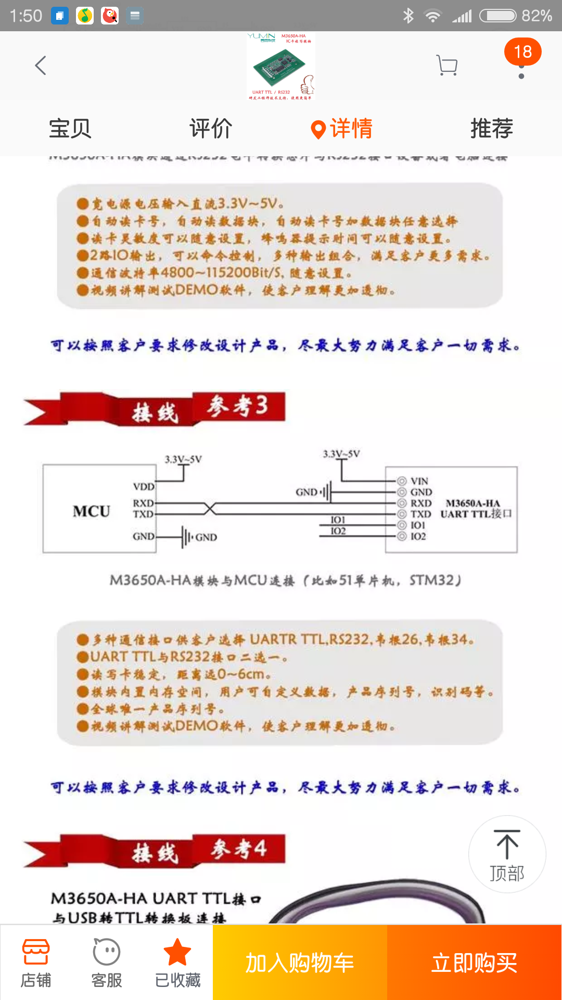 1:50
82%
YUMIN
M3650A-HA
IC卡读写模块
UART TTL / RS232
研发工程师技术支持，使用更简单
18
宝贝
评价
详情
推荐
M3650A-HA模块通过RS232电平转换芯片与RS232接口设备或者电脑连接
●宽电源电压输入直流3.3V~5V。
●自动读卡号，自动读数据块，自动读卡号加数据块任意选择
●读卡灵敏度可以随意设置，蜂鸣器提示时间可以随意设置。
●2路IO输出，可以命令控制，多种输出组合，满足客户更多需求。
●通信波特率4800~115200Bit/S,随意设置。
●视频讲解测试DEMO软件，使客户理解更加透彻。
可以按照客户要求修改设计产品，尽最大努力满足客户一切需求。
接线 参考3
3.3V~5V
3.3V~5V
VDD
VIN
GND
GND
MCU
RXD
RXD
M3650A-HA
TXD
TXD
UART TTL接口
IO1
IO1
IO2
IO2
GND
GND
M3650A-HA模块与MCU连接（比如51单片机，STM32）
●多种通信接口供客户选择 UARTR TTL,RS232,韦根26,韦根34。
●UART TTL与RS232接口二选一。
●读写卡稳定，距离远0~6cm。
●模块内置内存空间，用户可自定义数据，产品序列号，识别码等。
●全球唯一产品序列号。
●视频讲解测试DEMO软件，使客户理解更加透彻。
可以按照客户要求修改设计产品，尽最大努力满足客户一切需求。
接线 参考4
顶部
M3650A-HA UART TTL接口
与USB转TTL转换板连接
店铺
客服
已收藏
加入购物车
立即购买